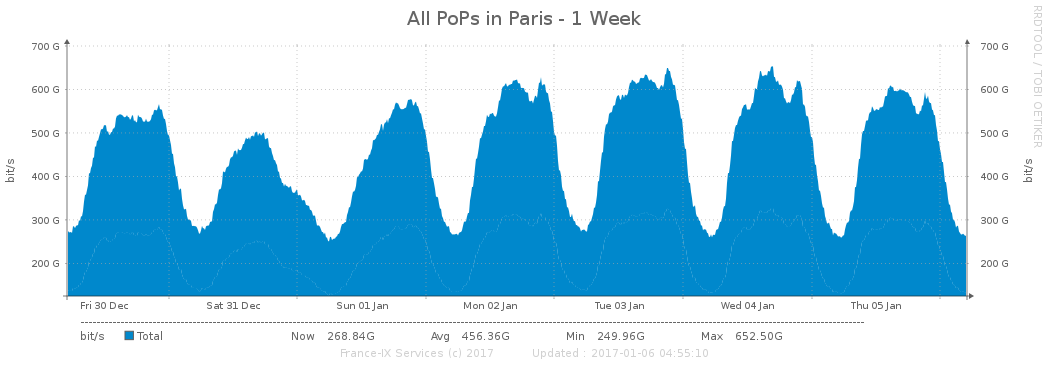 All PoPs in Paris - 1 Week
RRDTOOL / TOBI OETIKER
700 G 700 G
600 G 600 G
500 G 500 G
400 G 400 G
300 G 300 G
200 G 200 G
bit/s
bit/s
Fri 30 Dec Sat 31 Dec Sun 01 Jan Mon 02 Jan Tue 03 Jan Wed 04 Jan Thu 05 Jan
bit/s Total Now 268.84G Avg 456.36G Min 249.96G Max 652.50G
France-IX Services (c) 2017 Updated : 2017-01-06 04:55:10